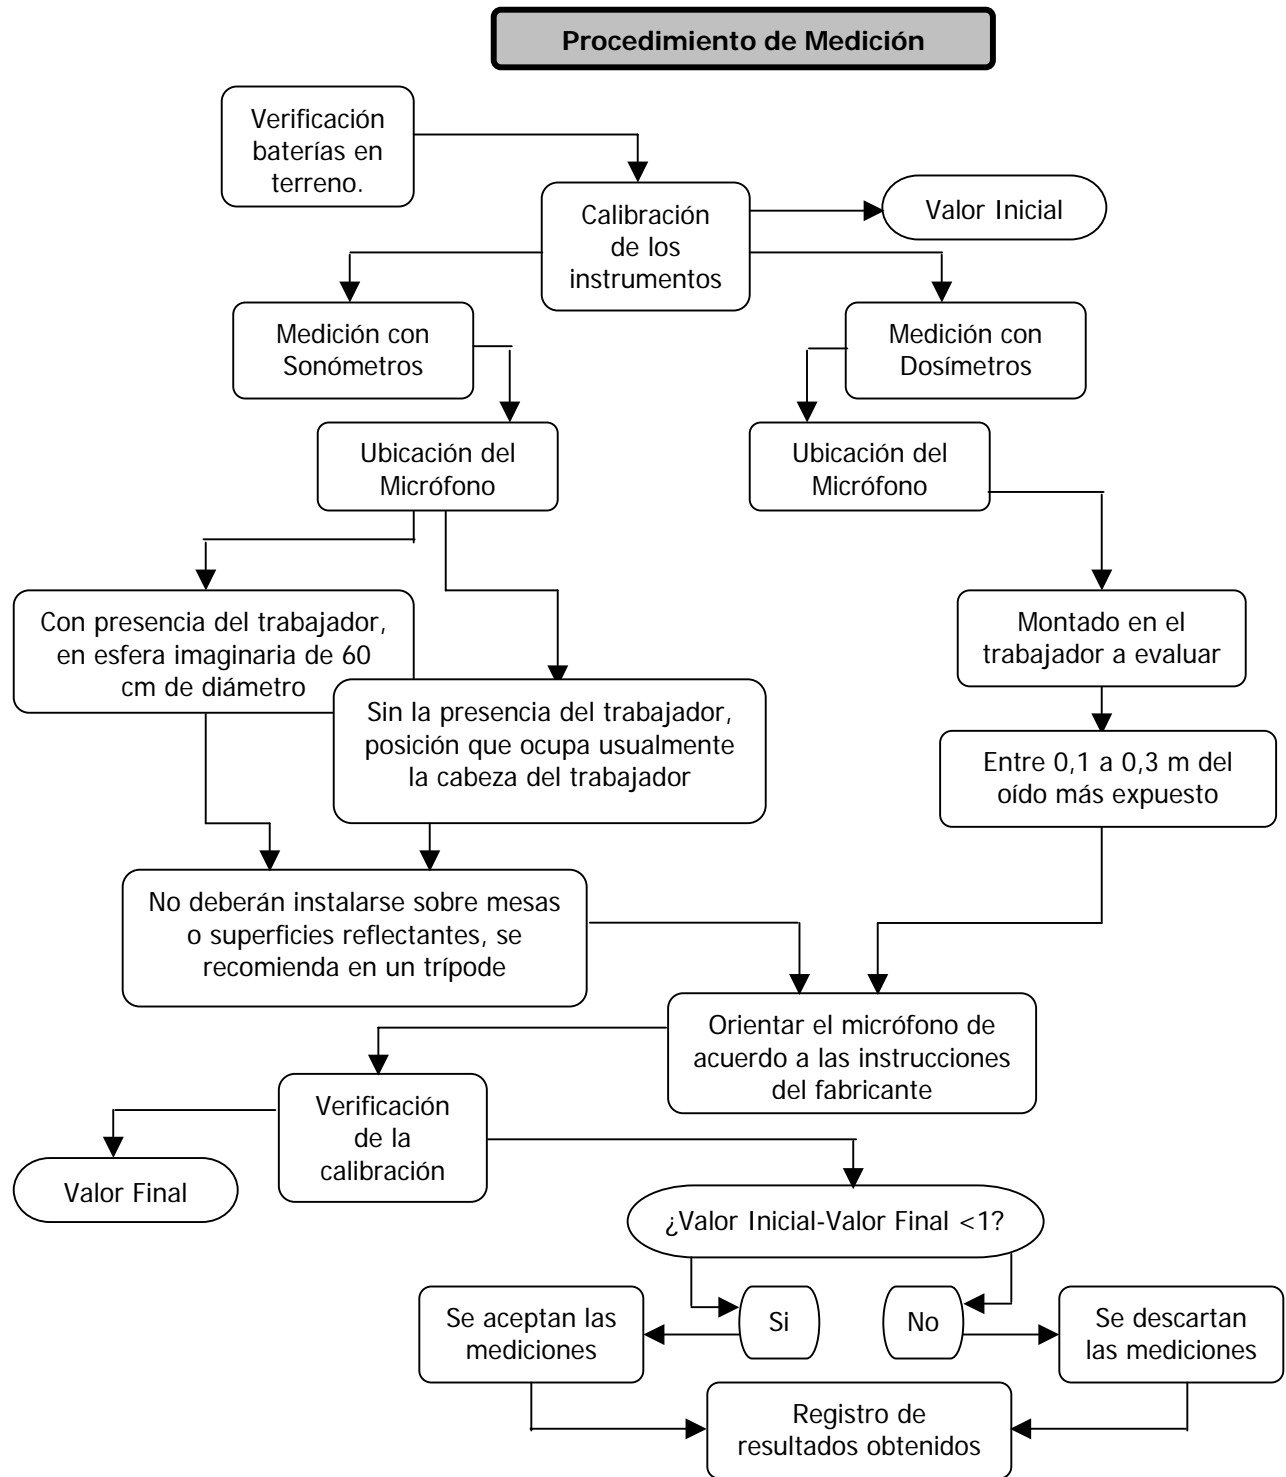 Procedimiento de Medición
Verificación
baterías en
terreno.
Calibración
de los
instrumentos
Valor Inicial
Medición con
Sonómetros
Medición con
Dosímetros
Ubicación del
Micrófono
Ubicación del
Micrófono
Con presencia del trabajador,
en esfera imaginaria de 60
cm de diámetro
Sin la presencia del trabajador,
posición que ocupa usualmente
la cabeza del trabajador
Montado en el
trabajador a evaluar
Entre 0,1 a 0,3 m del
oído más expuesto
No deberán instalarse sobre mesas
o superficies reflectantes, se
recomienda en un trípode
Orientar el micrófono de
acuerdo a las instrucciones
del fabricante
Verificación
de la
calibración
Valor Final
¿Valor Inicial-Valor Final <1?
Se aceptan las
mediciones
Si
No
Se descartan
las mediciones
Registro de
resultados obtenidos